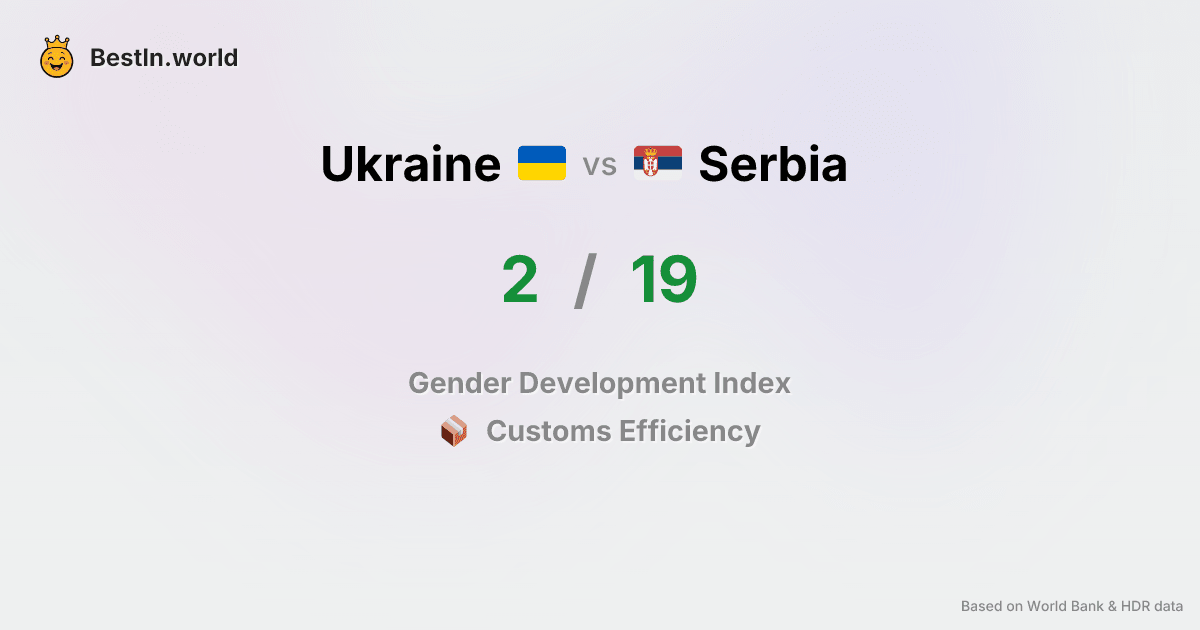 BestIn.world
Ukraine vs Serbia
2 / 19
Gender Development Index
Customs Efficiency
Based on World Bank & HDR data